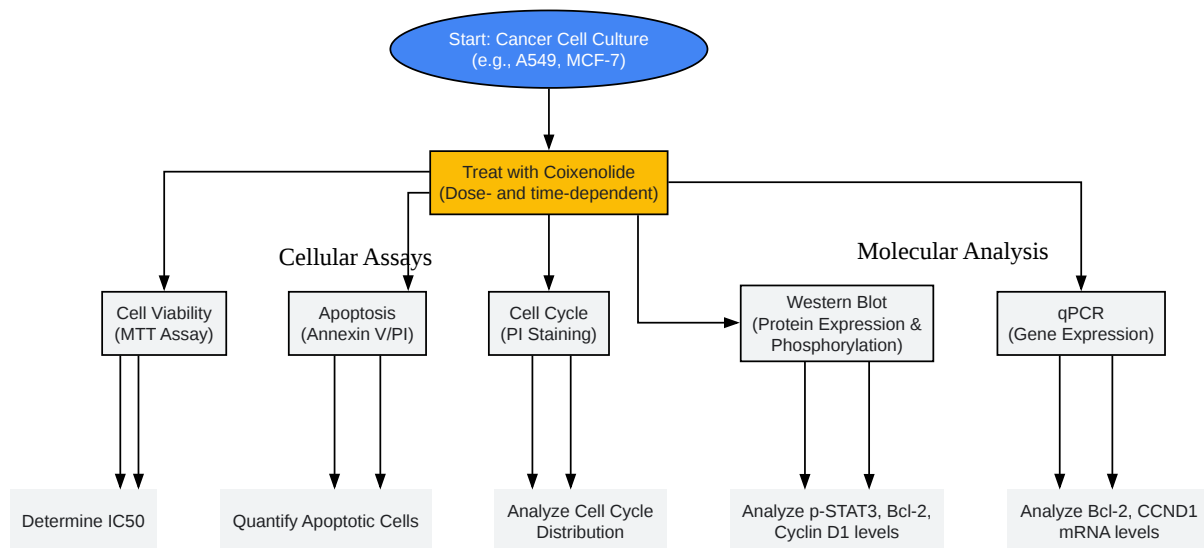 Start: Cancer Cell Culture
(e.g., A549, MCF-7)
Treat with Coixenolide
(Dose- and time-dependent)
Cellular Assays
Molecular Analysis
Cell Viability
(MTT Assay)
Apoptosis
(Annexin V/PI)
Cell Cycle
(PI Staining)
Western Blot
(Protein Expression &
Phosphorylation)
qPCR
(Gene Expression)
Determine IC50
Quantify Apoptotic Cells
Analyze Cell Cycle
Distribution
Analyze p-STAT3, Bcl-2,
Cyclin D1 levels
Analyze Bcl-2, CCND1
mRNA levels